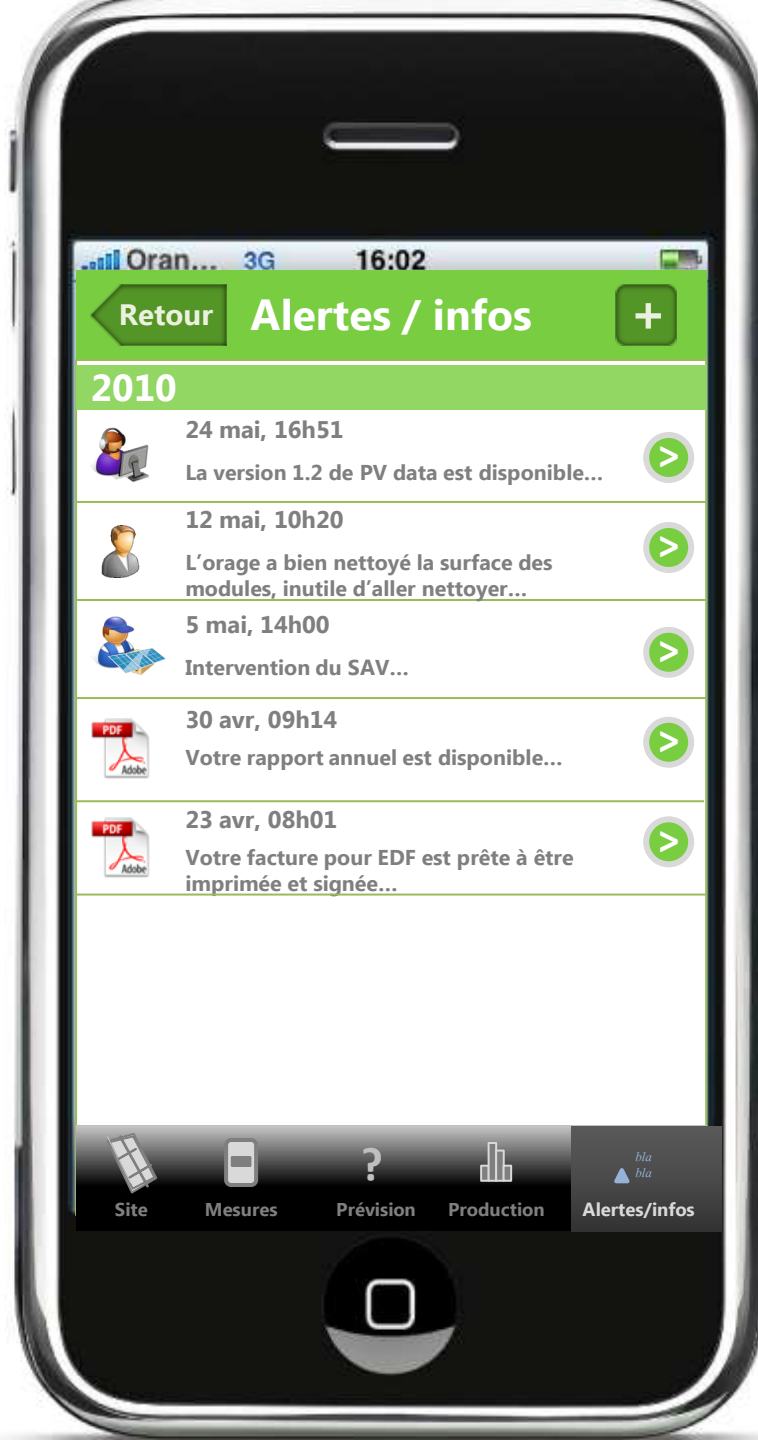 Oran... 3G 16:02
Retour Alertes / infos +
2010
24 mai, 16h51
La version 1.2 de PV data est disponible…
>
12 mai, 10h20
L’orage a bien nettoyé la surface des
modules, inutile d’aller nettoyer…
>
5 mai, 14h00
Intervention du SAV…
>
PDF
Adobe
30 avr, 09h14
Votre rapport annuel est disponible…
>
PDF
Adobe
23 avr, 08h01
Votre facture pour EDF est prête à être
imprimée et signée…
>
?
bla
bla
Site Mesures Prévision Production Alertes/infos